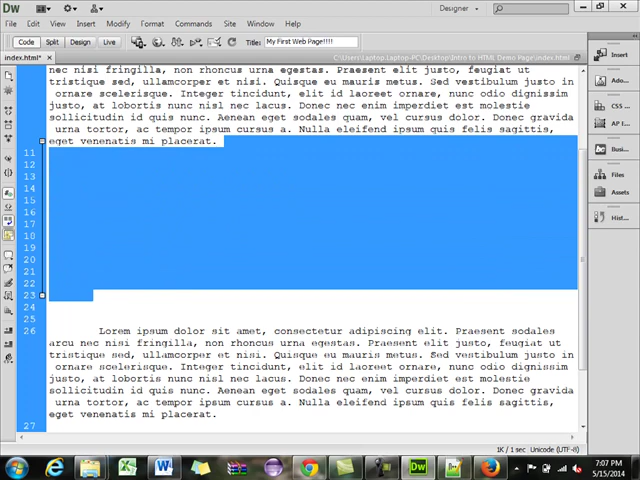 Dw
Designer
File Edit View Insert Modify Format Commands Site Window Help
Code Split Design Live Title: My First Web Page!!!!
index.html* × C:\Users\Laptop.Laptop-PC\Desktop\Intro to HTML Demo Page\index.html
nec nisi fringilla, non rhoncus urna egestas. Praesent elit justo, feugiat ut
tristique sed, ullamcorper et nisi. Quisque eu mauris metus. Sed vestibulum justo in
ornare scelerisque. Integer tincidunt, elit id laoreet ornare, nunc odio dignissim
justo, at lobortis nunc nisl nec lacus. Donec nec enim imperdiet est molestie
sollicitudin id quis nunc. Aenean eget sodales quam, vel cursus dolor. Donec gravida
urna tortor, ac tempor ipsum cursus a. Nulla eleifend ipsum quis felis sagittis,
eget venenatis mi placerat.
11
12
13
14
15
16
17
18
19
20
21
22
23
24
25
26 Lorem ipsum dolor sit amet, consectetur adipiscing elit. Praesent sodales
arcu nec nisi fringilla, non rhoncus urna egestas. Praesent elit justo, feugiat ut
tristique sed, ullamcorper et nisi. Quisque eu mauris metus. Sed vestibulum justo in
ornare scelerisque. Integer tincidunt, elit id laoreet ornare, nunc odio dignissim
justo, at lobortis nunc nisl nec lacus. Donec nec enim imperdiet est molestie
sollicitudin id quis nunc. Aenean eget sodales quam, vel cursus dolor. Donec gravida
urna tortor, ac tempor ipsum cursus a. Nulla eleifend ipsum quis felis sagittis,
eget venenatis mi placerat.
27
Insert
Ado...
CSS ...
AP E...
Busi...
Files
Assets
Hist...
1K / 1 sec Unicode (UTF-8)
Dw
7:07 PM
5/15/2014